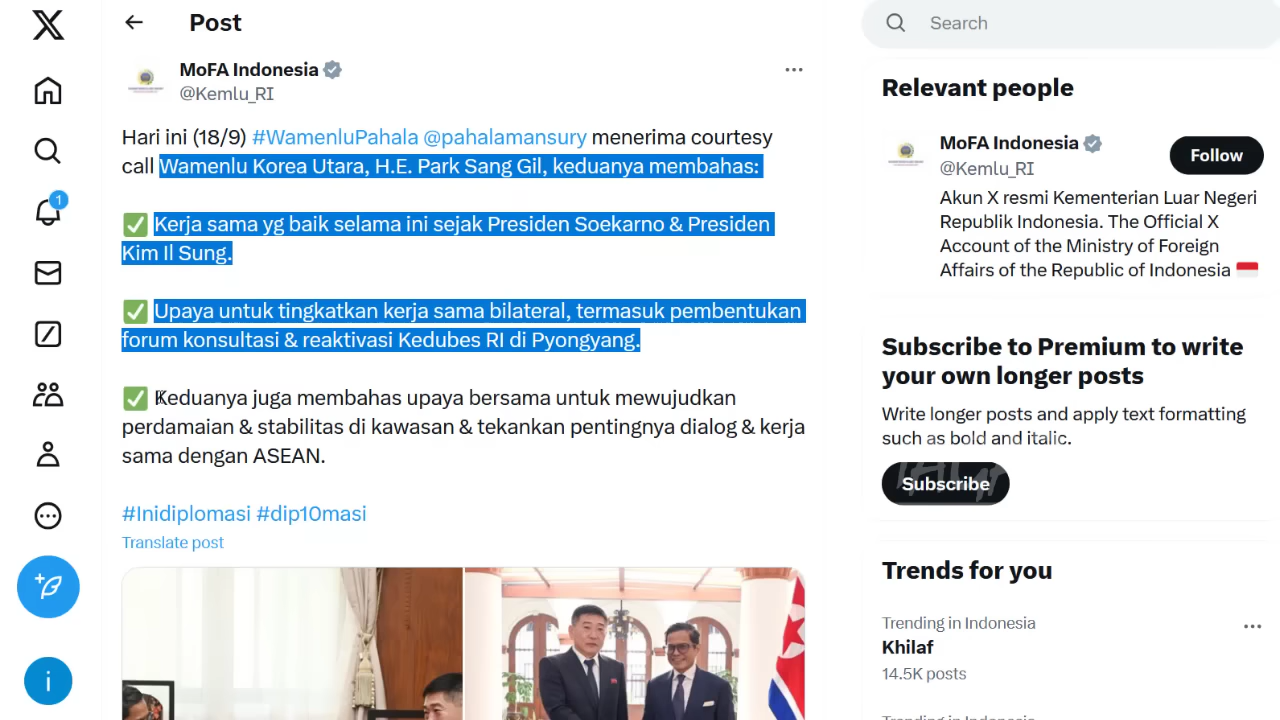 Post
MoFA Indonesia
@Kemlu_RI
Hari ini (18/9) #WamenluPahala @pahalamansury menerima courtesy
call Wamenlu Korea Utara, H.E. Park Sang Gil, keduanya membahas:
✅ Kerja sama yg baik selama ini sejak Presiden Soekarno & Presiden
Kim Il Sung.
✅ Upaya untuk tingkatkan kerja sama bilateral, termasuk pembentukan
forum konsultasi & reaktivasi Kedubes RI di Pyongyang.
✅ Keduanya juga membahas upaya bersama untuk mewujudkan
perdamaian & stabilitas di kawasan & tekankan pentingnya dialog & kerja
sama dengan ASEAN.
#Inidiplomasi #dip10masi
Translate post
1
Search
Relevant people
MoFA Indonesia
@Kemlu_RI
Follow
Akun X resmi Kementerian Luar Negeri
Republik Indonesia. The Official X
Account of the Ministry of Foreign
Affairs of the Republic of Indonesia
Subscribe to Premium to write
your own longer posts
Write longer posts and apply text formatting
such as bold and italic.
Subscribe
Trends for you
Trending in Indonesia
Khilaf
14.5K posts
Trending in Indonesia